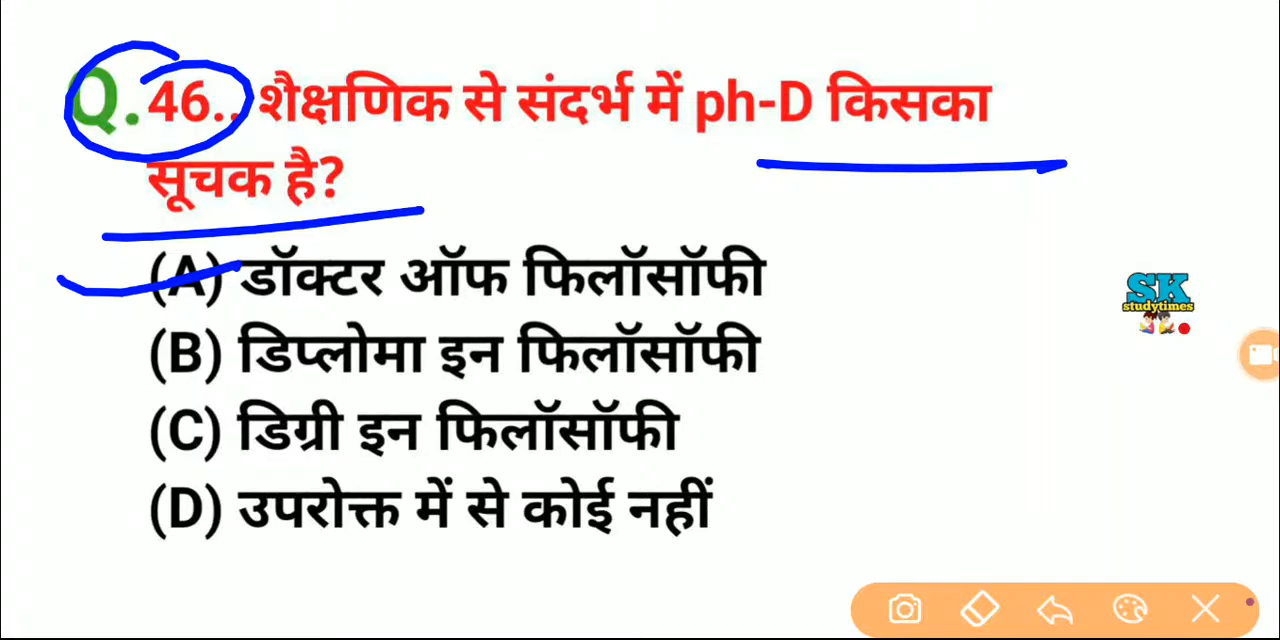 Q.46.. शैक्षणिक से संदर्भ में ph-D किसका
सूचक है?
(A) डॉक्टर ऑफ फिलॉसॉफी
(B) डिप्लोमा इन फिलॉसॉफी
(C) डिग्री इन फिलॉसॉफी
(D) उपरोक्त में से कोई नहीं
SK
studytimes